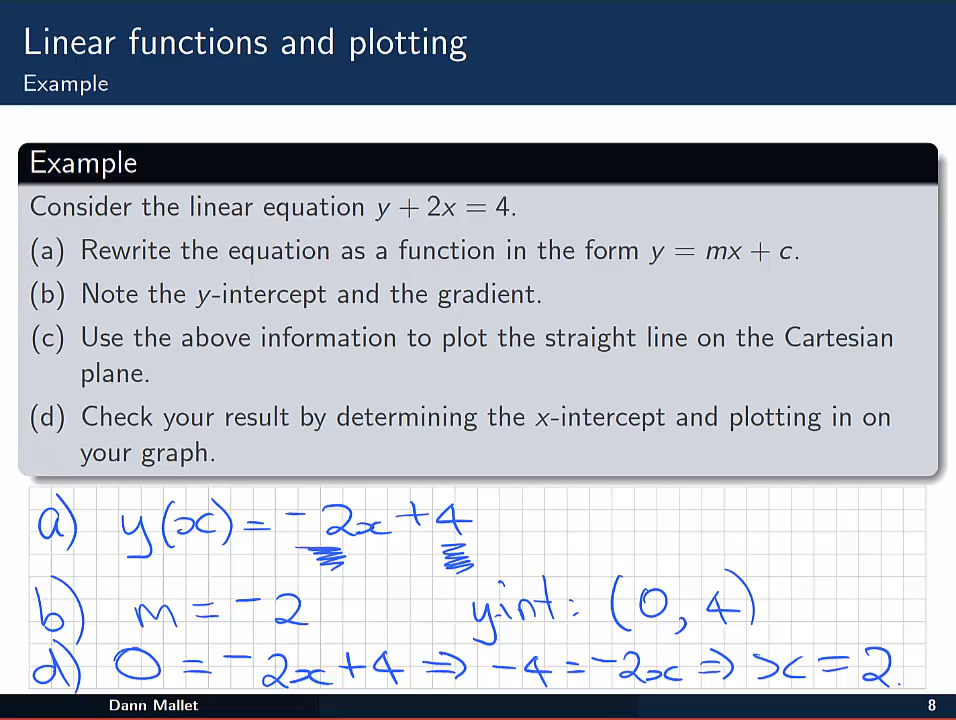 Linear functions and plotting
Example
Example
Consider the linear equation y + 2x = 4.
(a) Rewrite the equation as a function in the form y = mx + c.
(b) Note the y-intercept and the gradient.
(c) Use the above information to plot the straight line on the Cartesian
plane.
(d) Check your result by determining the x-intercept and plotting in on
your graph.
a) y(x) = -2x + 4
b) m = -2 y-int: (0, 4)
d) 0 = -2x + 4 ⇒ -4 = -2x ⇒ x = 2.
Dann Mallet 8